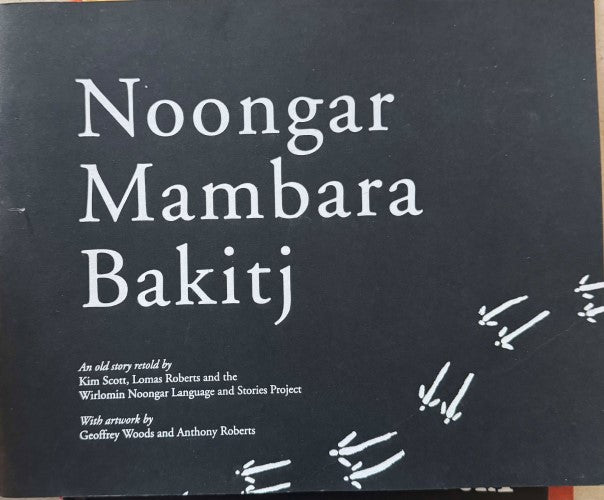 Noongar
Mambara
Bakitj
An old story retold by
Kim Scott, Lomas Roberts and the
Wirlomin Noongar Language and Stories Project
With artwork by
Geoffrey Woods and Anthony Roberts